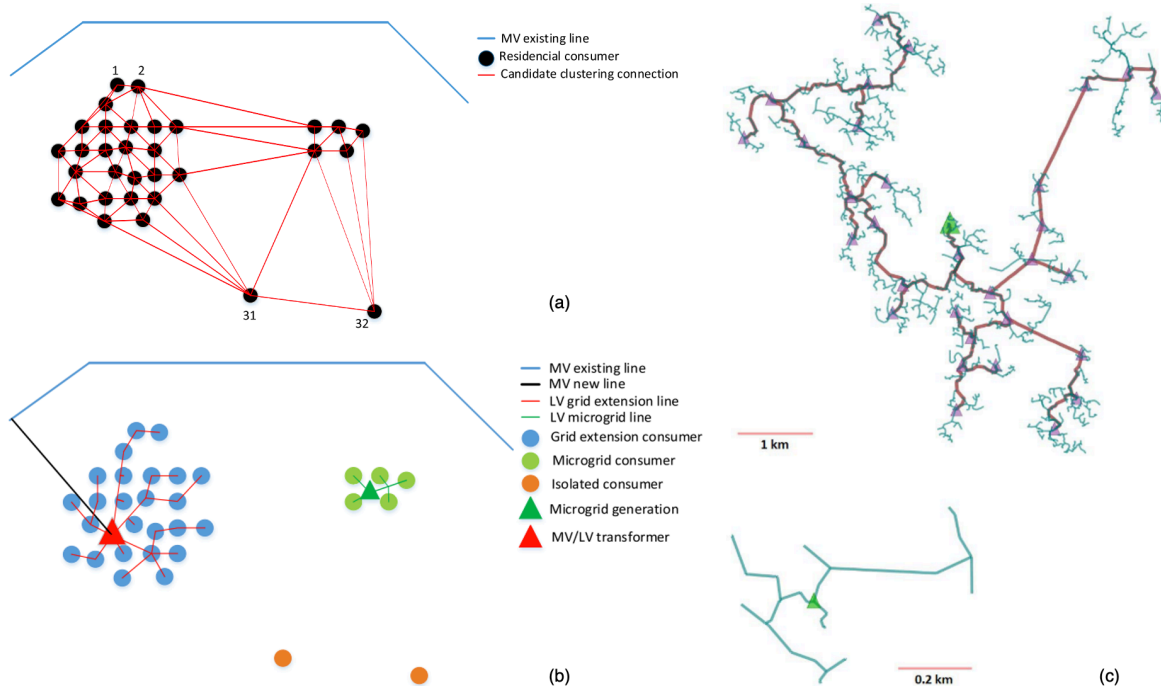 MV existing line
Residencial consumer
Candidate clustering connection
1 2
31
32
(a)
MV existing line
MV new line
LV grid extension line
LV microgrid line
Grid extension consumer
Microgrid consumer
Isolated consumer
Microgrid generation
MV/LV transformer
(b)
1 km
0.2 km
(c)